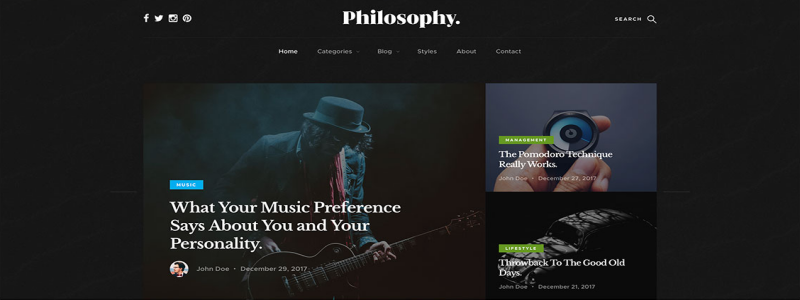 Philosophy.
SEARCH
Home Categories Blog Styles About Contact
MUSIC
What Your Music Preference
Says About You and Your
Personality.
John Doe • December 29, 2017
MANAGEMENT
The Pomodoro Technique
Really Works.
John Doe • December 27, 2017
LIFESTYLE
Throwback To The Good Old
Days.
John Doe • December 21, 2017